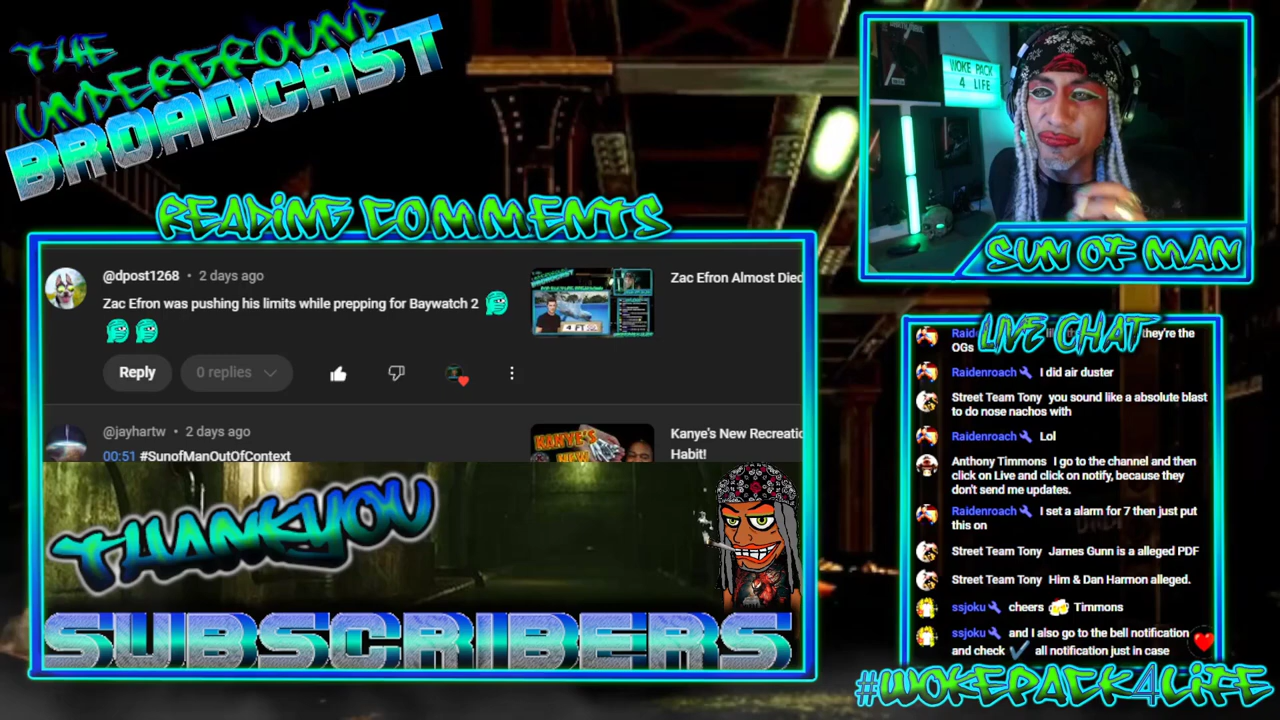 THE
UNDERGROUND
BROADCAST
WOKE PACK
4 LIFE
SUN OF MAN
READING COMMENTS
@dpost1268 • 2 days ago
Zac Efron was pushing his limits while prepping for Baywatch 2
Reply
0 replies
4 FT
Zac Efron Almost Died
@jayhartw • 2 days ago
00:51 #SunofManOutOfContext
KANYE'S
NEW
Kanye's New Recreatio
Habit!
THANKYOU
SUBSCRIBERS
LIVE CHAT
they're the
OGs
Raidenroach I did air duster
Street Team Tony you sound like a absolute blast
to do nose nachos with
Raidenroach Lol
Anthony Timmons I go to the channel and then
click on Live and click on notify, because they
don't send me updates.
Raidenroach I set a alarm for 7 then just put
this on
Street Team Tony James Gunn is a alleged PDF
Street Team Tony Him & Dan Harmon alleged.
ssjoku cheers Timmons
ssjoku and I also go to the bell notification
and check all notification just in case
#WOKEPACK4LIFE